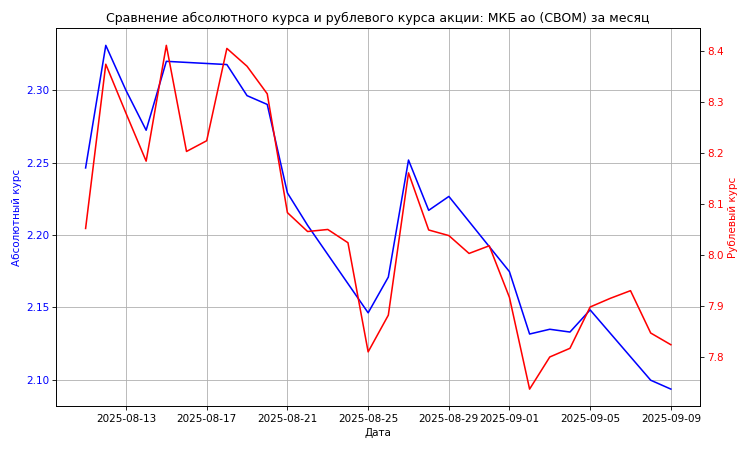 Сравнение абсолютного курса и рублевого курса акции: МКБ ао (CBOM) за месяц
Абсолютный курс
2.30
2.25
2.20
2.15
2.10
8.4
8.3
8.2
8.1
8.0
7.9
7.8
Рублевый курс
2025-08-13 2025-08-17 2025-08-21 2025-08-25 2025-08-29 2025-09-01 2025-09-05 2025-09-09
Дата